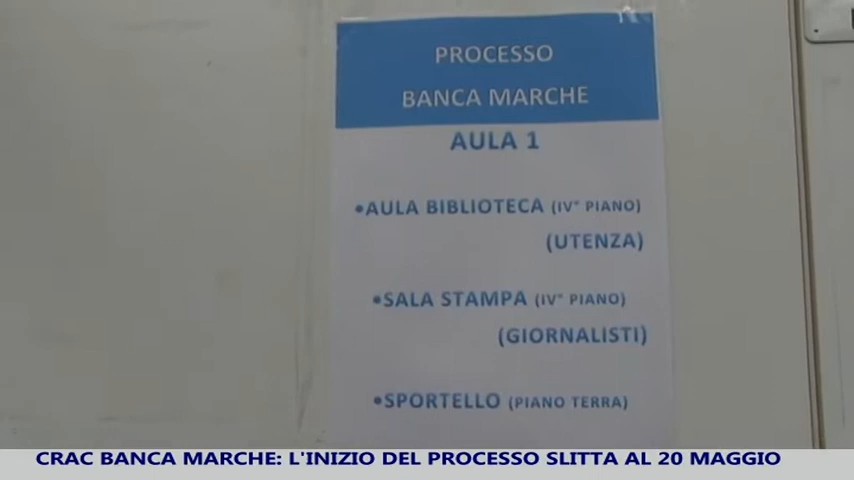 PROCESSO
BANCA MARCHE
AULA 1
•AULA BIBLIOTECA (IV° PIANO)
(UTENZA)
•SALA STAMPA (IV° PIANO)
(GIORNALISTI)
•SPORTELLO (PIANO TERRA)
CRAC BANCA MARCHE: L'INIZIO DEL PROCESSO SLITTA AL 20 MAGGIO